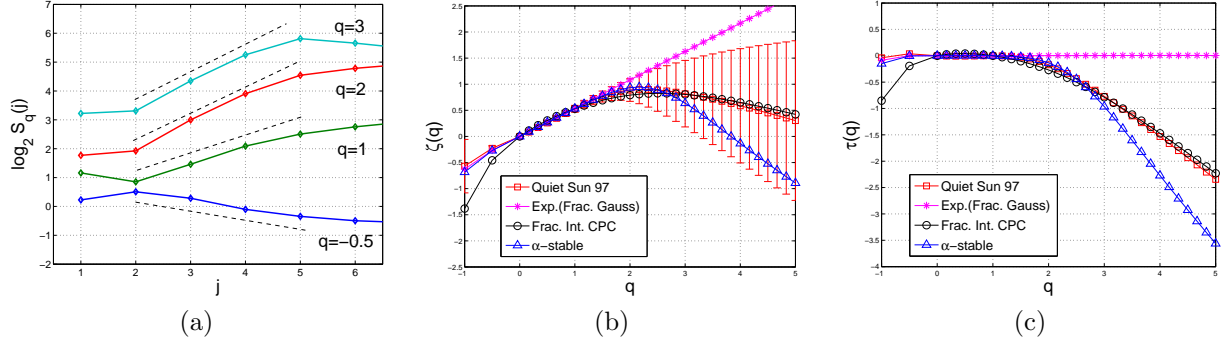 q=3
q=2
q=1
q=−0.5
log₂ S_q(j)
7
6
5
4
3
2
1
0
−1
−2
1 2 3 4 5 6
j
(a)
ζ(q)
2.5
2
1.5
1
0.5
0
−0.5
−1
−1.5
2
2.5
−1 0 1 2 3 4 5
q
Quiet Sun 97
Exp.(Frac. Gauss)
Frac. Int. CPC
α−stable
(b)
τ(q)
1
0.5
0
−0.5
−1
−1.5
−2
−2.5
−3
−3.5
−4
−1 0 1 2 3 4 5
q
Quiet Sun 97
Exp.(Frac. Gauss)
Frac. Int. CPC
α−stable
(c)